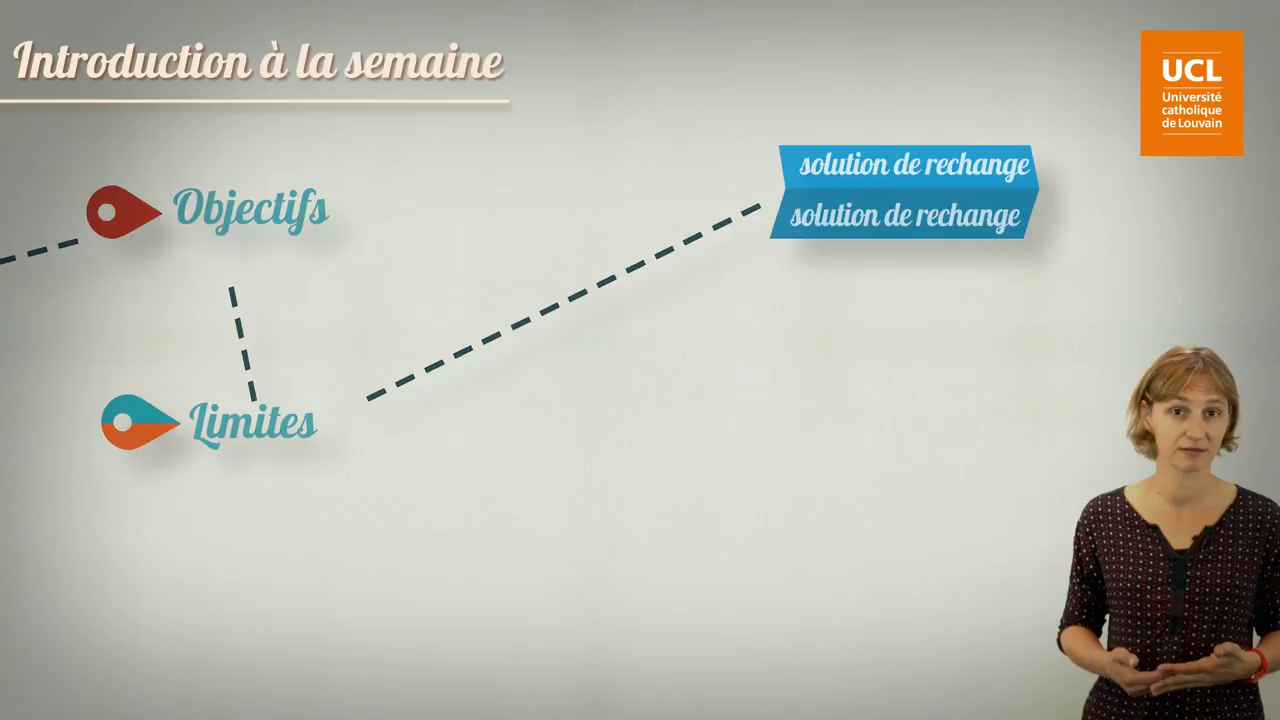 Introduction à la semaine
UCL
Université
catholique
de Louvain
solution de rechange
solution de rechange
Objectifs
Limites